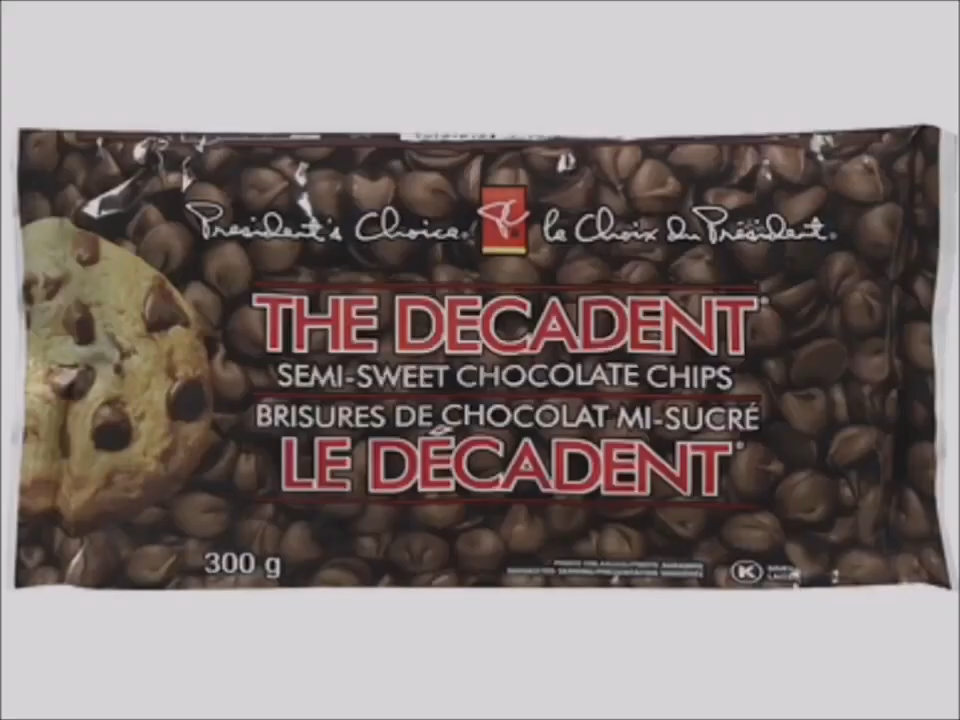 President's Choice® le Choix du Président®
THE DECADENT®
SEMI-SWEET CHOCOLATE CHIPS
BRISURES DE CHOCOLAT MI-SUCRÉ
LE DÉCADENT®
300 g
K